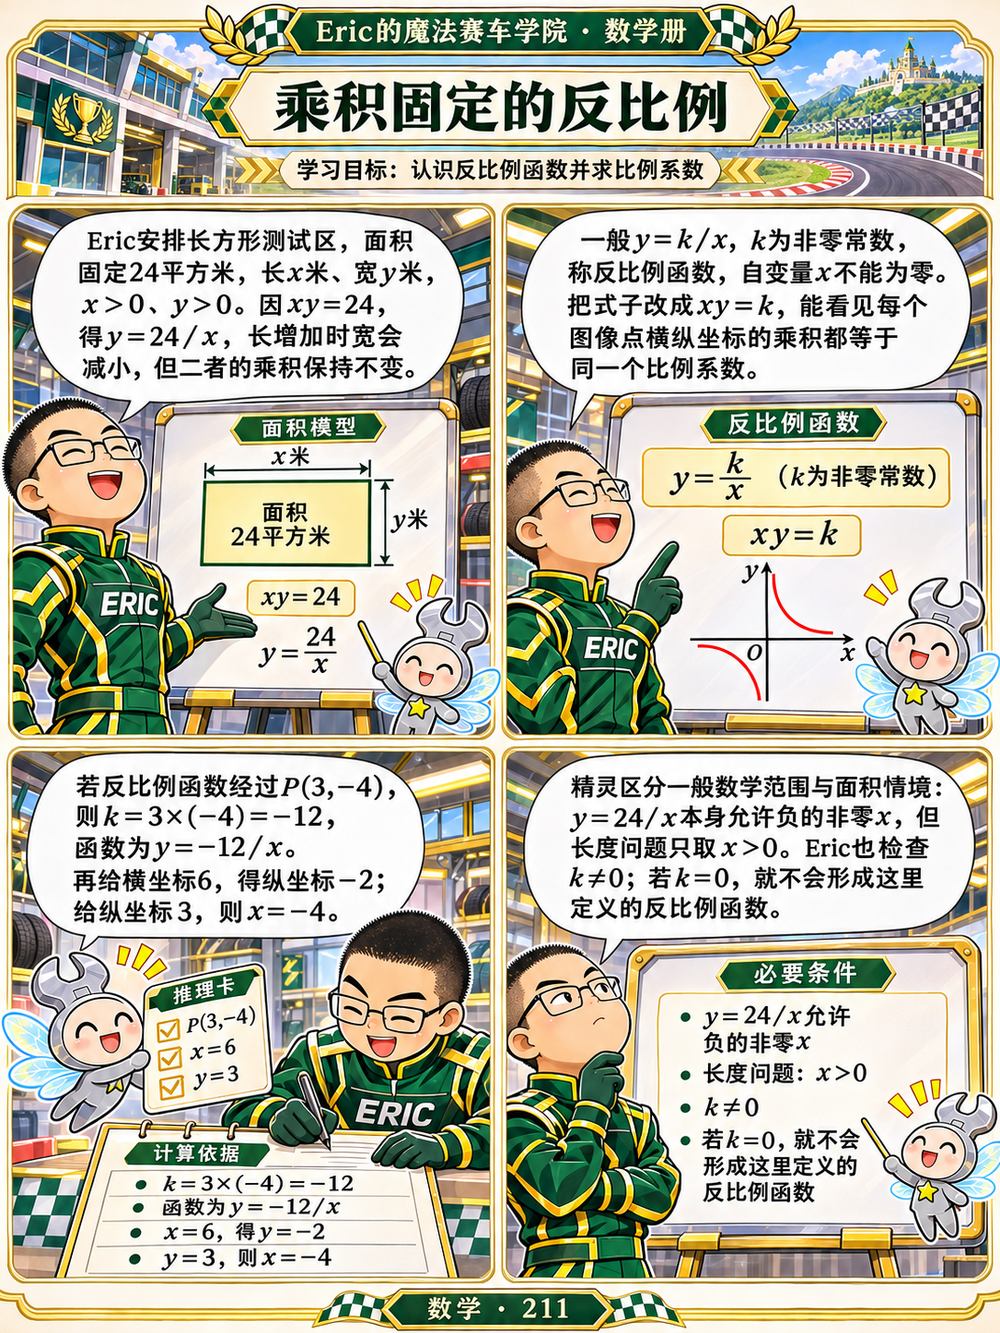 Eric的魔法赛车学院 · 数学册
乘积固定的反比例
学习目标：认识反比例函数并求比例系数
Eric安排长方形测试区，面积
固定24平方米，长x米、宽y米，
x>0、y>0。因xy=24，
得y=24/x，长增加时宽会
减小，但二者的乘积保持不变。
面积模型
x米
面积
24平方米
y米
xy=24
y=24/x
ERIC
一般y=k/x，k为非零常数，
称反比例函数，自变量x不能为零。
把式子改成xy=k，能看见每个
图像点横纵坐标的乘积都等于
同一个比例系数。
反比例函数
y=k/x （k为非零常数）
xy=k
y
O
x
ERIC
若反比例函数经过P(3,−4)，
则k=3×(−4)=−12，
函数为y=−12/x。
再给横坐标6，得纵坐标−2；
给纵坐标3，则x=−4。
推理卡
P(3,−4)
x=6
y=3
ERIC
计算依据
• k=3×(−4)=−12
• 函数为y=−12/x
• x=6，得y=−2
• y=3，则x=−4
精灵区分一般数学范围与面积情境：
y=24/x本身允许负的非零x，但
长度问题只取x>0。Eric也检查
k≠0；若k=0，就不会形成这里
定义的反比例函数。
必要条件
• y=24/x允许
负的非零x
• 长度问题：x>0
• k≠0
• 若k=0，就不会
形成这里定义的
反比例函数
数学 · 211